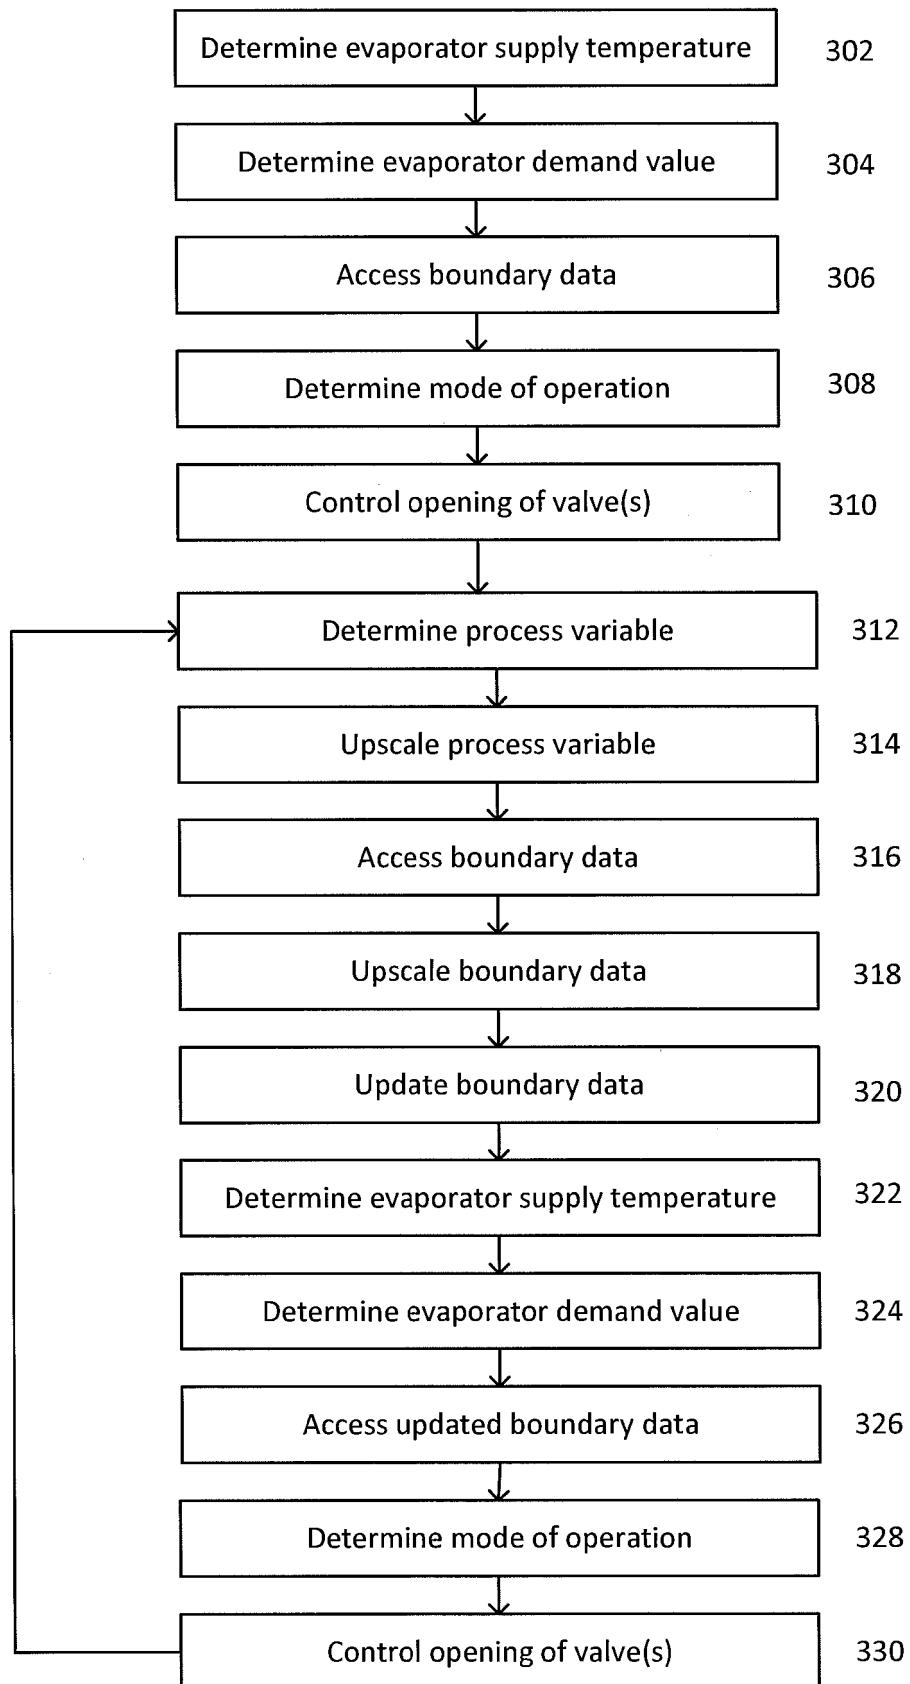 Determine evaporator supply temperature 302
Determine evaporator demand value 304
Access boundary data 306
Determine mode of operation 308
Control opening of valve(s) 310
Determine process variable 312
Upscale process variable 314
Access boundary data 316
Upscale boundary data 318
Update boundary data 320
Determine evaporator supply temperature 322
Determine evaporator demand value 324
Access updated boundary data 326
Determine mode of operation 328
Control opening of valve(s) 330